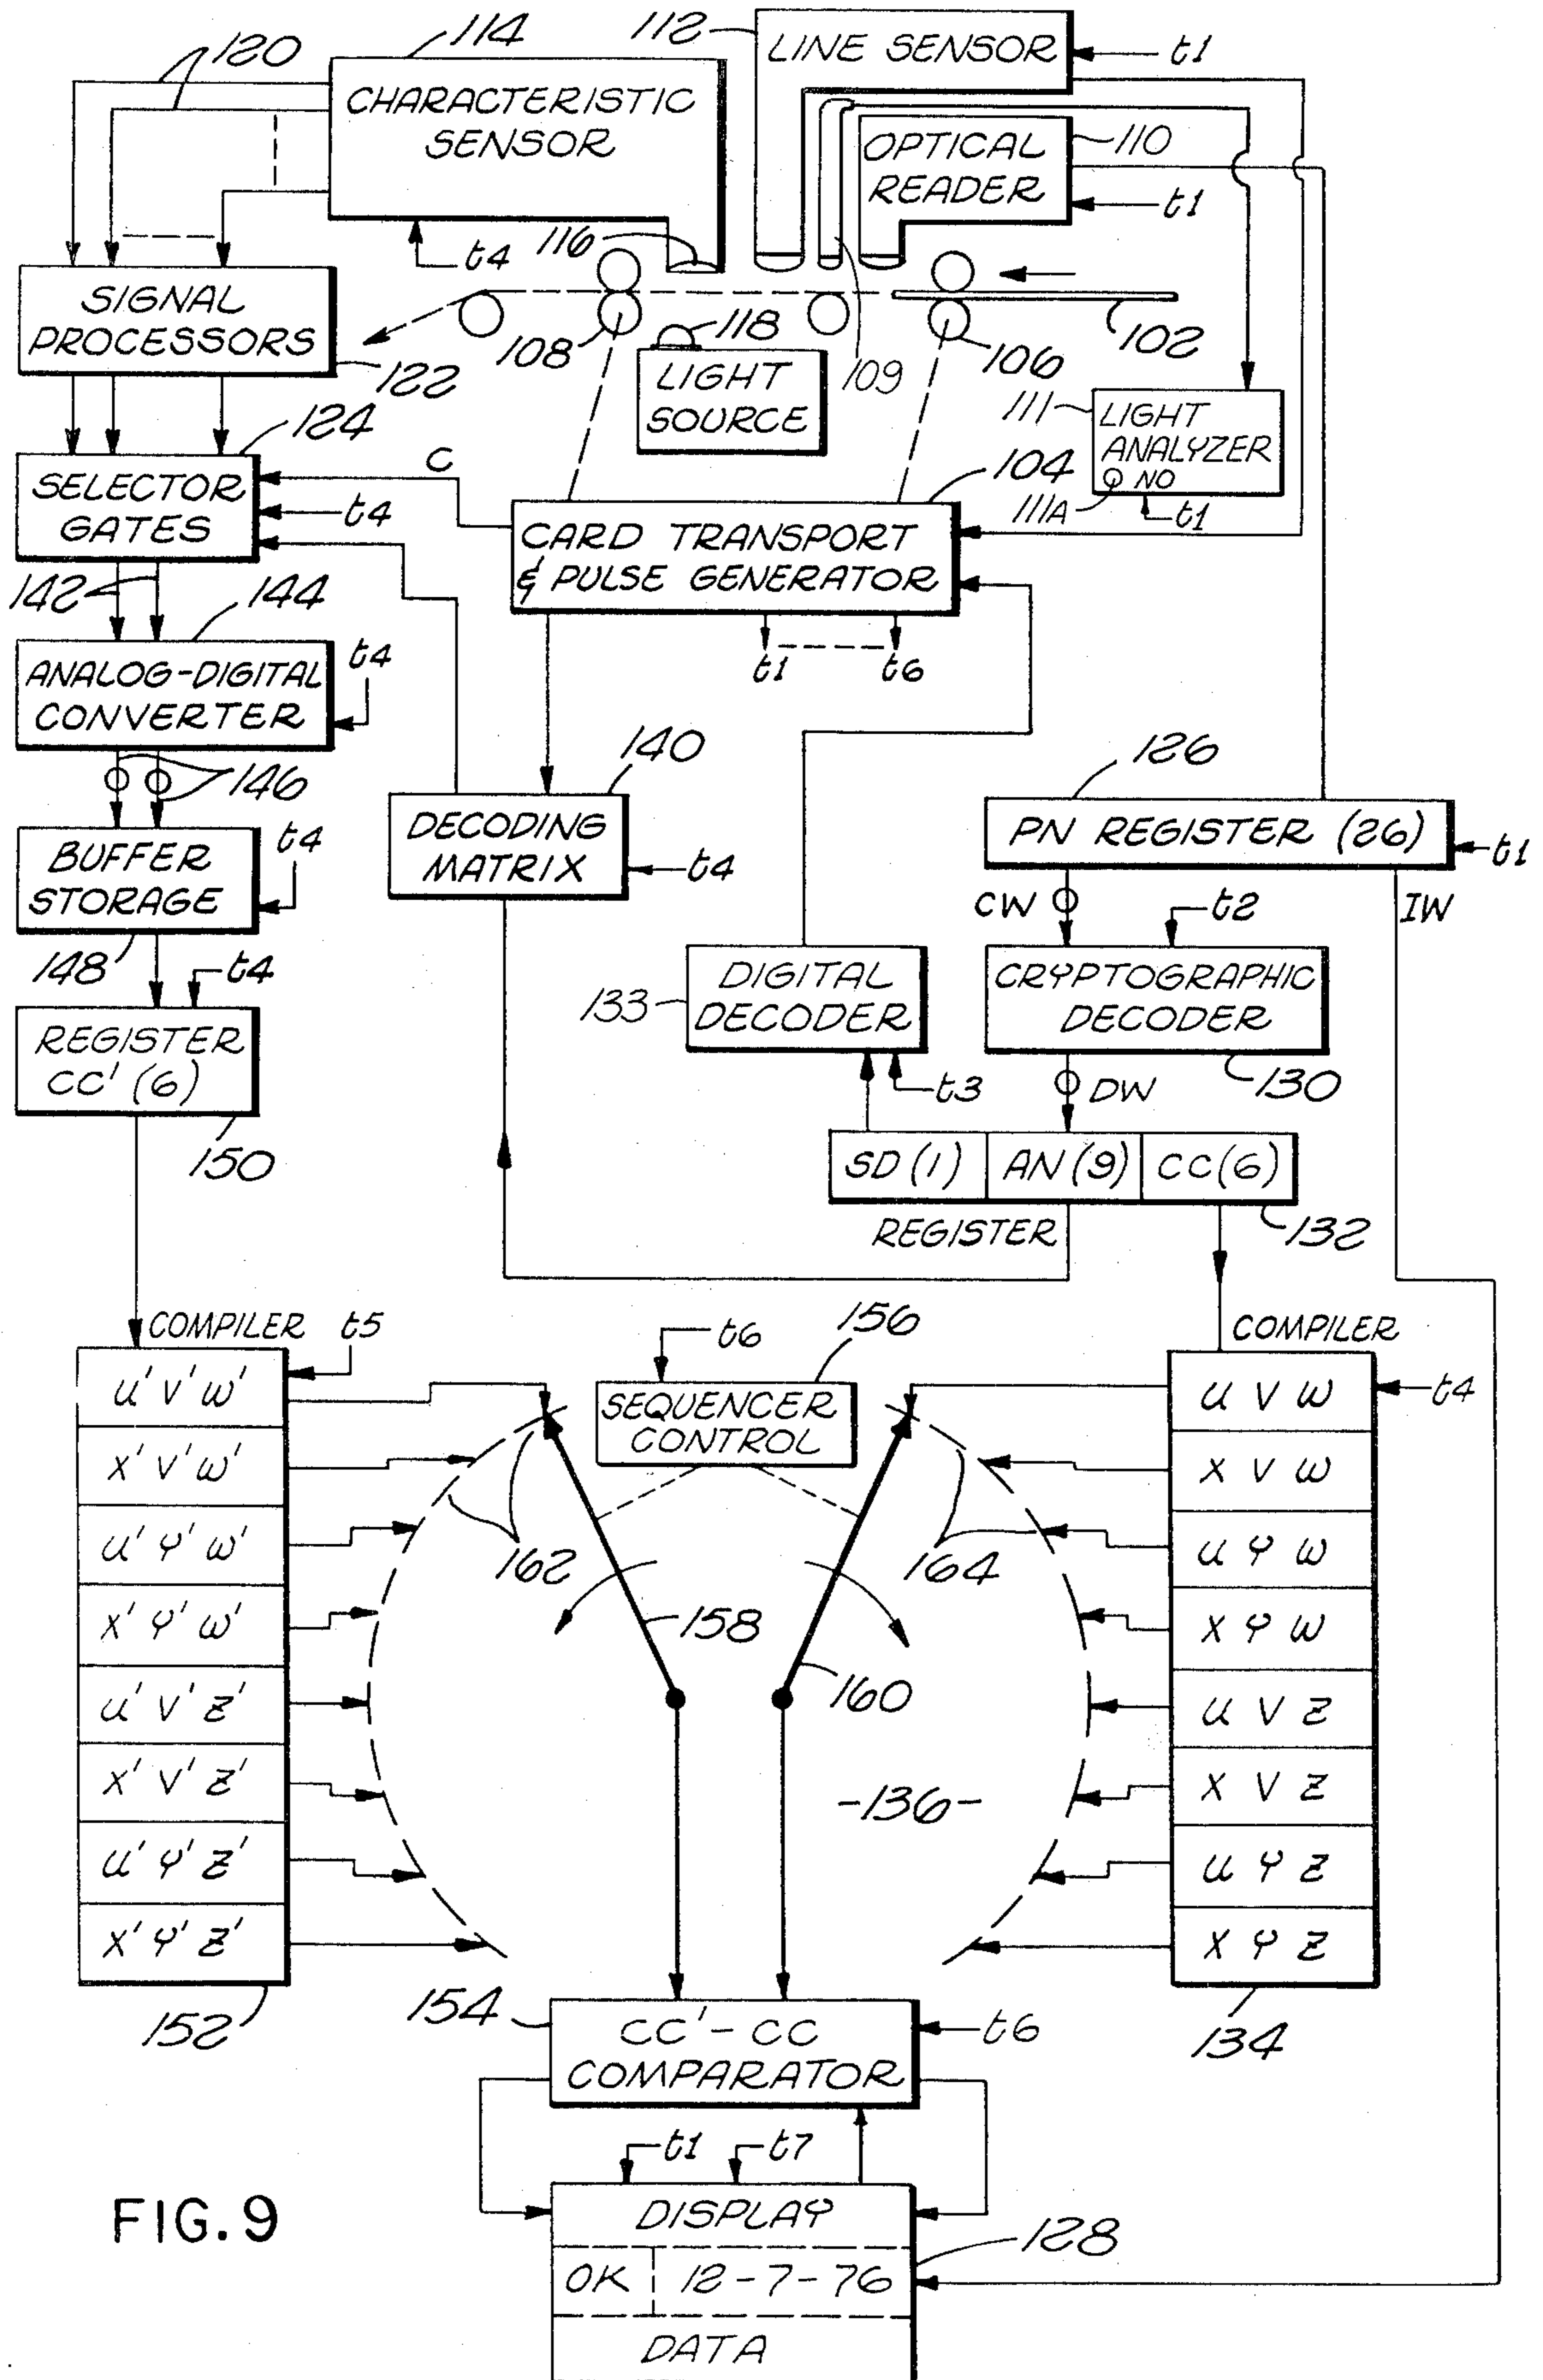 120
114
112
LINE SENSOR
t1
CHARACTERISTIC
SENSOR
OPTICAL
READER
110
t1
t4
116
SIGNAL
PROCESSORS
122
108
118
LIGHT
SOURCE
109
106
102
111
LIGHT
ANALYZER
NO
111A
t1
124
SELECTOR
GATES
C
t4
104
CARD TRANSPORT
& PULSE GENERATOR
t1
t6
142
144
ANALOG-DIGITAL
CONVERTER
t4
146
140
DECODING
MATRIX
t4
126
PN REGISTER (26)
t1
BUFFER
STORAGE
t4
148
CW
t2
IW
133
DIGITAL
DECODER
CRYPTOGRAPHIC
DECODER
130
t4
REGISTER
CC' (6)
150
t3
DW
SD (1)
AN (9)
CC (6)
REGISTER
132
COMPILER
t5
t6
156
COMPILER
U' V' W'
SEQUENCER
CONTROL
U V W
t4
X' V' W'
X V W
U' Y' W'
162
164
U Y W
X' Y' W'
158
X Y W
U' V' Z'
160
U V Z
X' V' Z'
-136-
X V Z
U' Y' Z'
U Y Z
X' Y' Z'
X Y Z
152
154
CC' - CC
COMPARATOR
t6
134
t1
t7
FIG. 9
DISPLAY
128
OK
12-7-76
DATA